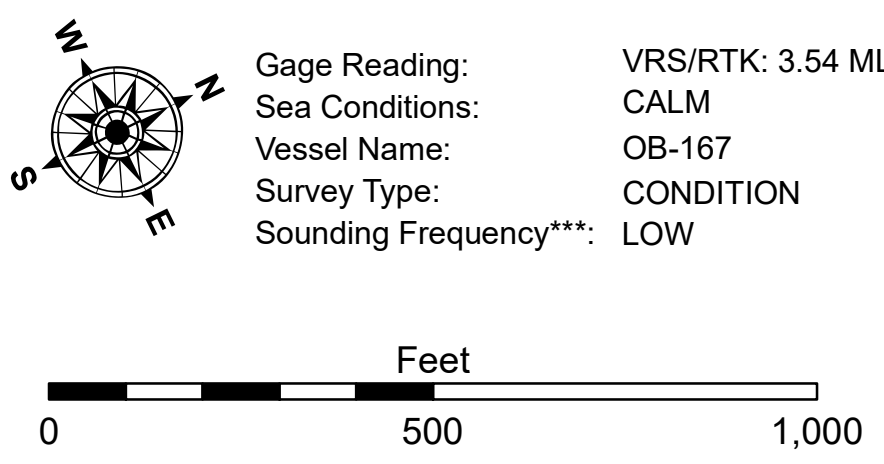 W
N
S
E
Gage Reading: VRS/RTK: 3.54 ML
Sea Conditions: CALM
Vessel Name: OB-167
Survey Type: CONDITION
Sounding Frequency***: LOW
Feet
0 500 1,000